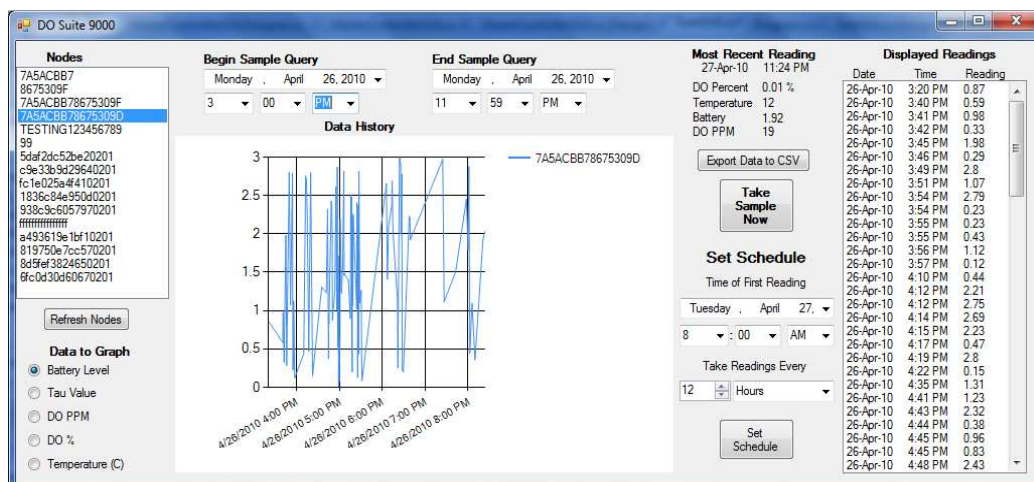 DO Suite 9000
Nodes
7A5ACBB7
8675309F
7A5ACBB78675309F
7A5ACBB78675309D
TESTING123456789
99
5daf2dc52be20201
c9e33b9d29640201
fc1e025a4f410201
1836c84e950d0201
938c9c6057970201
ffffffffffffffff
a493619e1bf10201
819750e7cc570201
8d5fef3824650201
6fc0d30d60670201
Refresh Nodes
Data to Graph
Battery Level
Tau Value
DO PPM
DO %
Temperature (C)
Begin Sample Query
Monday , April 26, 2010
3 00 PM
End Sample Query
Monday , April 26, 2010
11 59 PM
Data History
7A5ACBB78675309D
3
2.5
2
1.5
1
0.5
0
4/26/2010 4:00 PM
4/26/2010 5:00 PM
4/26/2010 6:00 PM
4/26/2010 7:00 PM
4/26/2010 8:00 PM
Most Recent Reading
27-Apr-10 11:24 PM
DO Percent 0.01 %
Temperature 12
Battery 1.92
DO PPM 19
Export Data to CSV
Take
Sample
Now
Set Schedule
Time of First Reading
Tuesday , April 27,
8 : 00 AM
Take Readings Every
12 Hours
Set
Schedule
Displayed Readings
Date Time Reading
26-Apr-10 3:20 PM 0.87
26-Apr-10 3:40 PM 0.59
26-Apr-10 3:41 PM 0.98
26-Apr-10 3:42 PM 0.33
26-Apr-10 3:45 PM 1.98
26-Apr-10 3:46 PM 0.29
26-Apr-10 3:49 PM 2.8
26-Apr-10 3:51 PM 1.07
26-Apr-10 3:54 PM 2.79
26-Apr-10 3:54 PM 0.23
26-Apr-10 3:55 PM 0.23
26-Apr-10 3:55 PM 0.43
26-Apr-10 3:56 PM 1.12
26-Apr-10 3:57 PM 0.12
26-Apr-10 4:10 PM 0.44
26-Apr-10 4:12 PM 2.21
26-Apr-10 4:12 PM 2.75
26-Apr-10 4:14 PM 2.69
26-Apr-10 4:15 PM 2.23
26-Apr-10 4:17 PM 0.47
26-Apr-10 4:19 PM 2.8
26-Apr-10 4:22 PM 0.15
26-Apr-10 4:35 PM 1.31
26-Apr-10 4:41 PM 1.23
26-Apr-10 4:43 PM 2.32
26-Apr-10 4:44 PM 0.38
26-Apr-10 4:45 PM 0.96
26-Apr-10 4:45 PM 0.83
26-Apr-10 4:48 PM 2.43